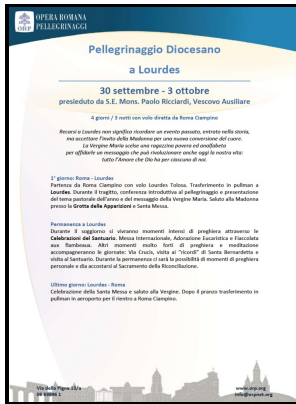 OPERA ROMANA
PELLEGRINAGGI
ORP
Pellegrinaggio Diocesano
a Lourdes
30 settembre - 3 ottobre
presieduto da S.E. Mons. Paolo Ricciardi, Vescovo Ausiliare
4 giorni / 3 notti con volo diretta da Roma Ciampino
Recarsi a Lourdes non significa ricordare un evento passato, entrato nella storia,
ma accettare l'invito della Madonna per una nuova conversione del cuore.
La Vergine Maria scelse una ragazzina povera ed analfabeta
per affidarle un messaggio che può rivoluzionare anche oggi la nostra vita:
tutto l'Amore che Dio ha per ciascuno di noi.
1° giorno: Roma - Lourdes
Partenza da Roma Ciampino con volo Lourdes Tolosa. Trasferimento in pullman a
Lourdes. Durante il tragitto, conferenza introduttiva al pellegrinaggio e presentazione
del tema pastorale dell'anno e del messaggio della Vergine Maria. Saluto alla Madonna
presso la Grotta delle Apparizioni e Santa Messa.
Permanenza a Lourdes
Durante il soggiorno si vivranno momenti intensi di preghiera attraverso le
Celebrazioni del Santuario. Messa Internazionale, Adorazione Eucaristica e Fiaccolata
aux flambeaux. Altri momenti molto forti di preghiera e meditazione
accompagneranno le giornate: Via Crucis, visita ai "ricordi" di Santa Bernardetta e
visita al Santuario. Durante la permanenza ci sarà la possibilità di momenti di preghiera
personale e di accostarsi al Sacramento della Riconciliazione.
Ultimo giorno: Lourdes - Roma
Celebrazione della Santa Messa e saluto alla Vergine. Dopo il pranzo trasferimento in
pullman in aeroporto per il rientro a Roma Ciampino.
Via della Pigna 13/a
06 69896 1
www.orp.org
info@orpnet.org